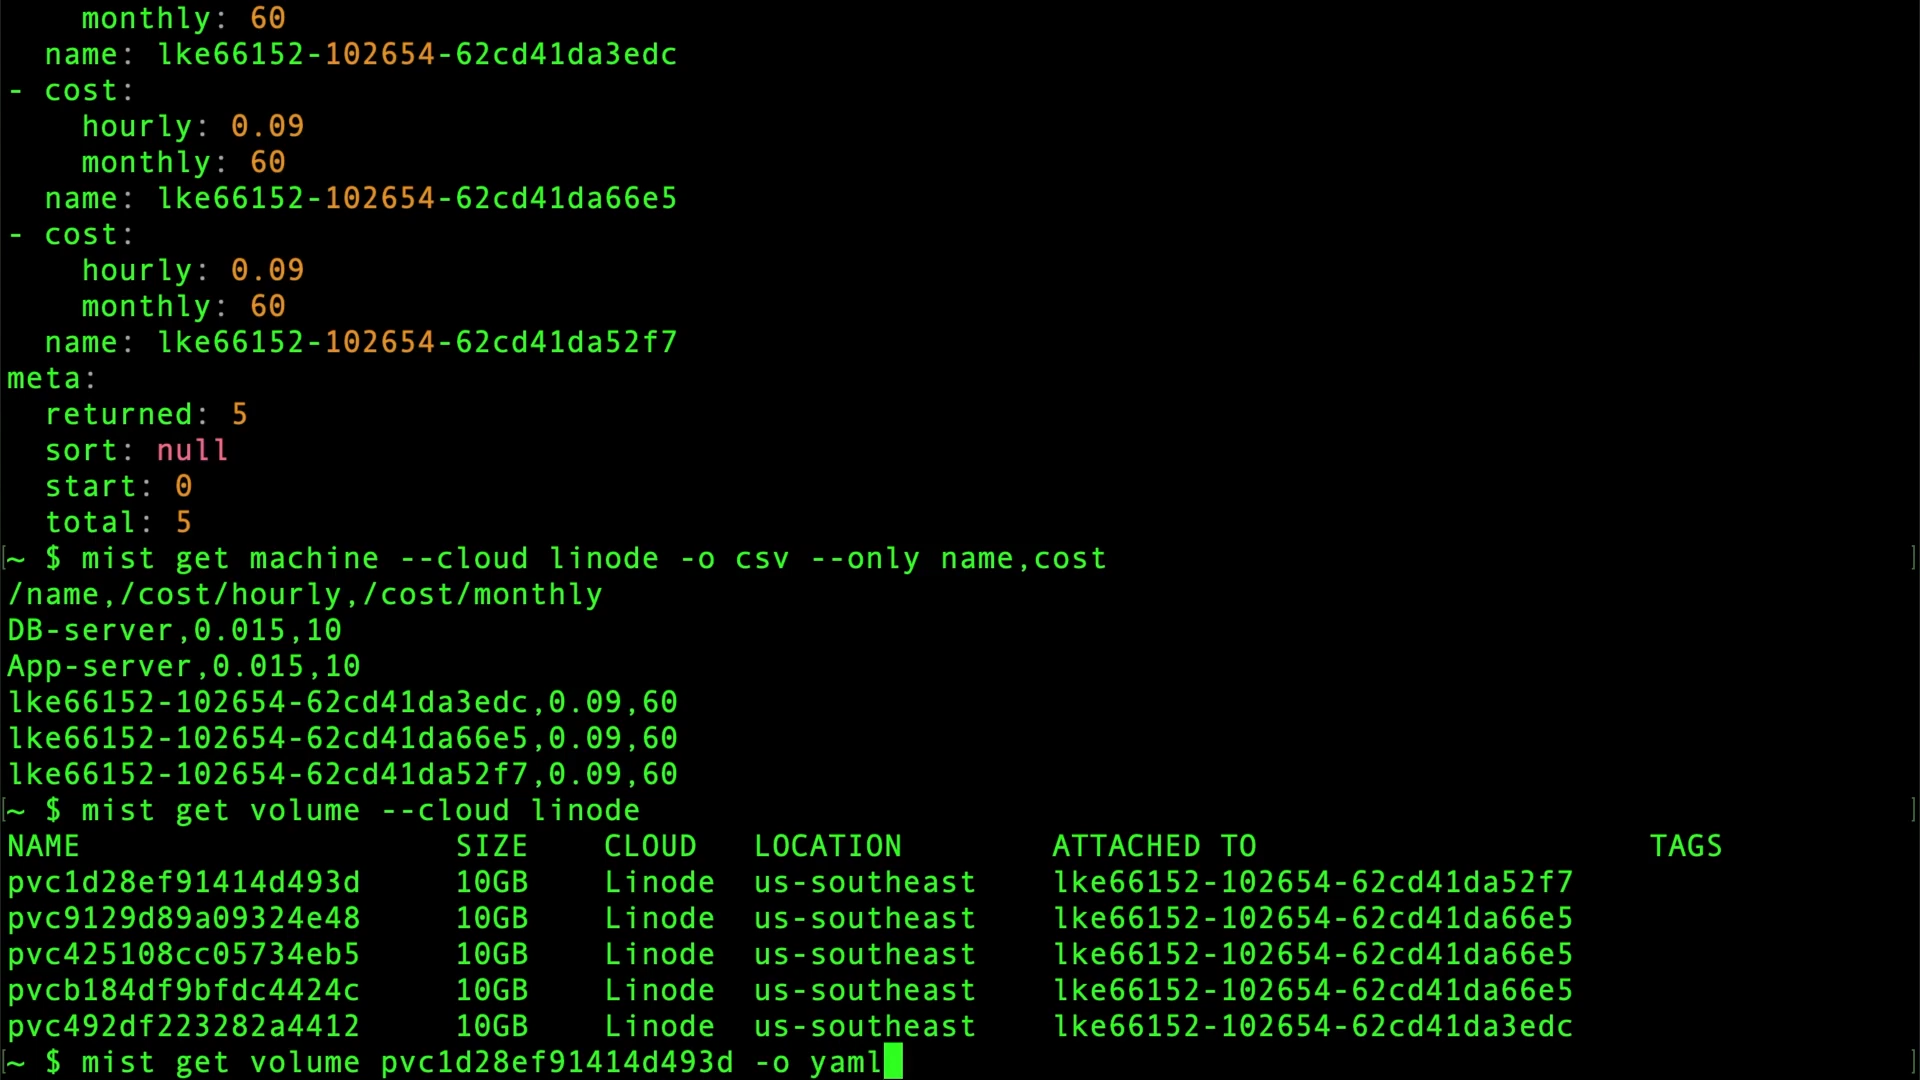 monthly: 60
  name: lke66152-102654-62cd41da3edc
- cost:
    hourly: 0.09
    monthly: 60
  name: lke66152-102654-62cd41da66e5
- cost:
    hourly: 0.09
    monthly: 60
  name: lke66152-102654-62cd41da52f7
meta:
  returned: 5
  sort: null
  start: 0
  total: 5
[~ $ mist get machine --cloud linode -o csv --only name,cost ]
/name,/cost/hourly,/cost/monthly
DB-server,0.015,10
App-server,0.015,10
lke66152-102654-62cd41da3edc,0.09,60
lke66152-102654-62cd41da66e5,0.09,60
lke66152-102654-62cd41da52f7,0.09,60
[~ $ mist get volume --cloud linode ]
NAME SIZE CLOUD LOCATION ATTACHED TO TAGS
pvc1d28ef91414d493d 10GB Linode us-southeast lke66152-102654-62cd41da52f7
pvc9129d89a09324e48 10GB Linode us-southeast lke66152-102654-62cd41da66e5
pvc425108cc05734eb5 10GB Linode us-southeast lke66152-102654-62cd41da66e5
pvcb184df9bfdc4424c 10GB Linode us-southeast lke66152-102654-62cd41da66e5
pvc492df223282a4412 10GB Linode us-southeast lke66152-102654-62cd41da3edc
[~ $ mist get volume pvc1d28ef91414d493d -o yaml ]